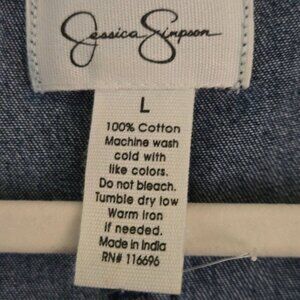 Jessica Simpson
L
100% Cotton
Machine wash
cold with
like colors.
Do not bleach.
Tumble dry low
Warm iron
if needed.
Made in India
RN# 116696